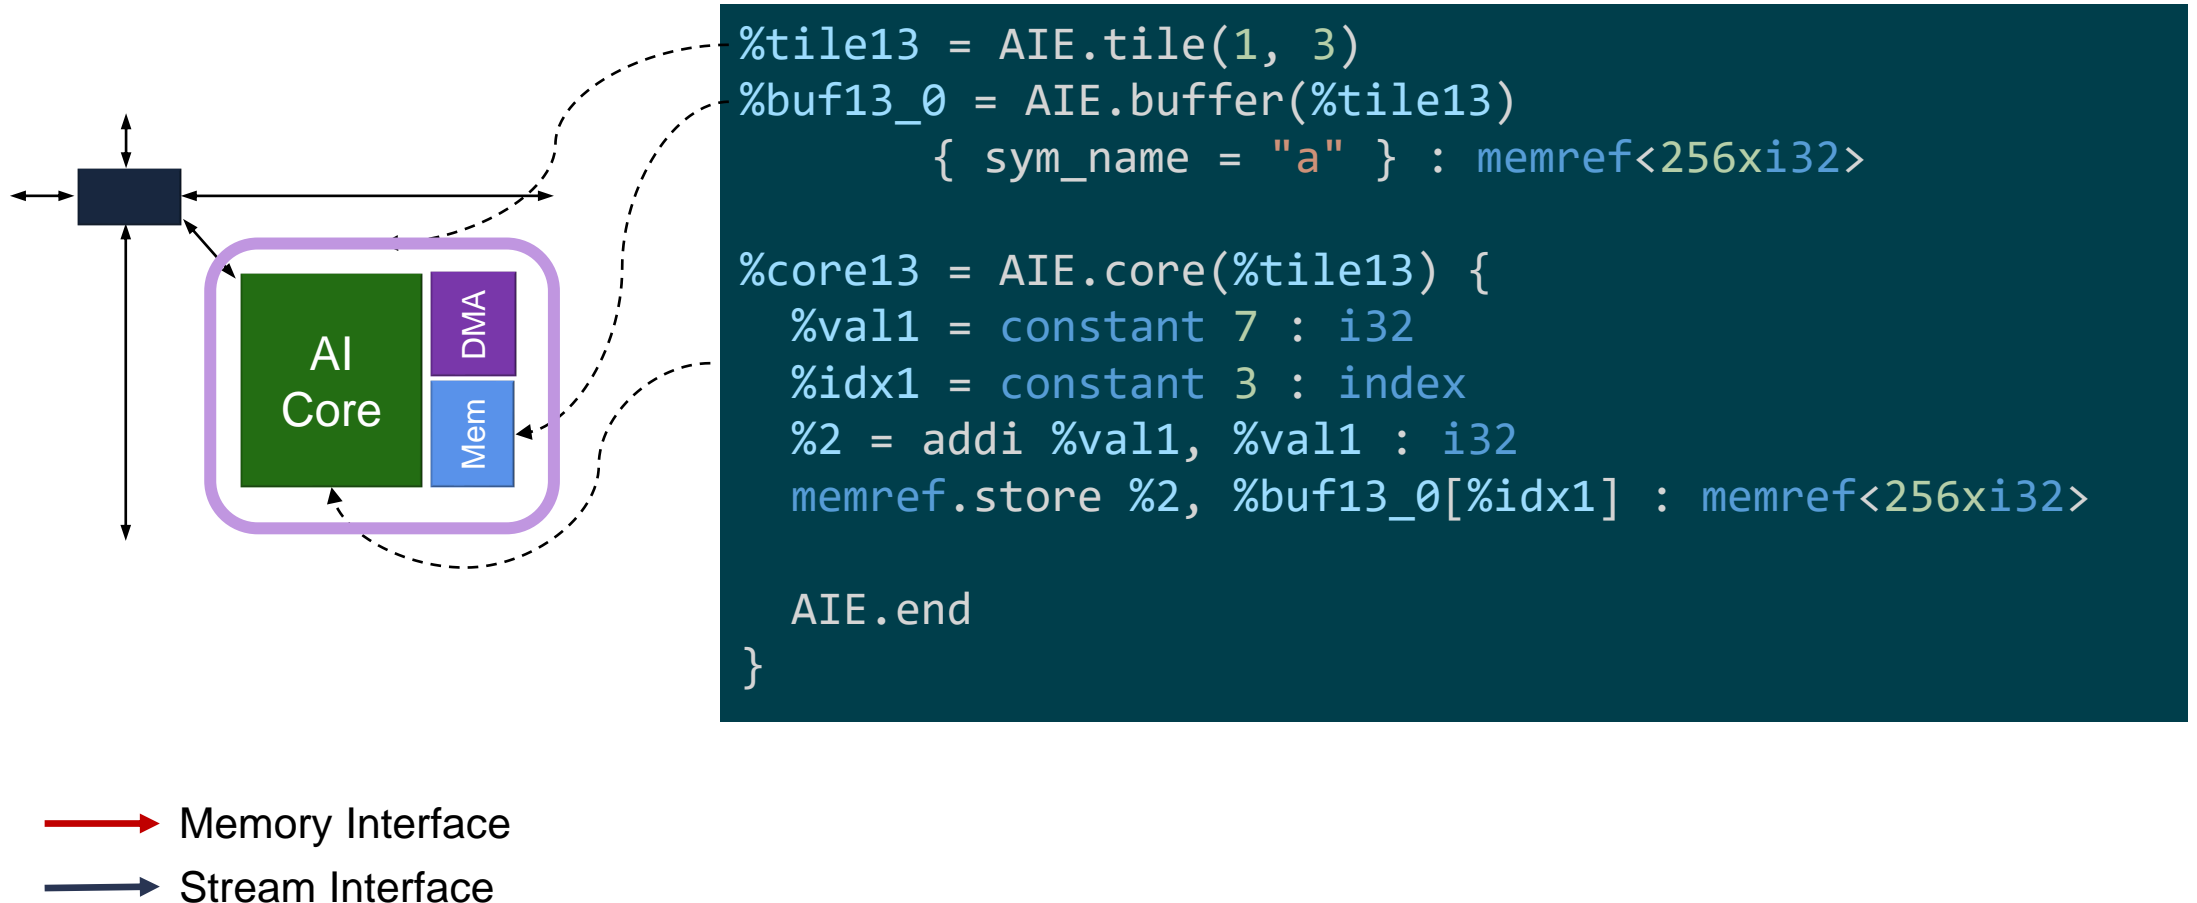 %tile13 = AIE.tile(1, 3)
%buf13_0 = AIE.buffer(%tile13)
{ sym_name = "a" } : memref<256xi32>
%core13 = AIE.core(%tile13) {
%val1 = constant 7 : i32
%idx1 = constant 3 : index
%2 = addi %val1, %val1 : i32
memref.store %2, %buf13_0[%idx1] : memref<256xi32>
AIE.end
}
AI
Core
DMA
Mem
Memory Interface
Stream Interface